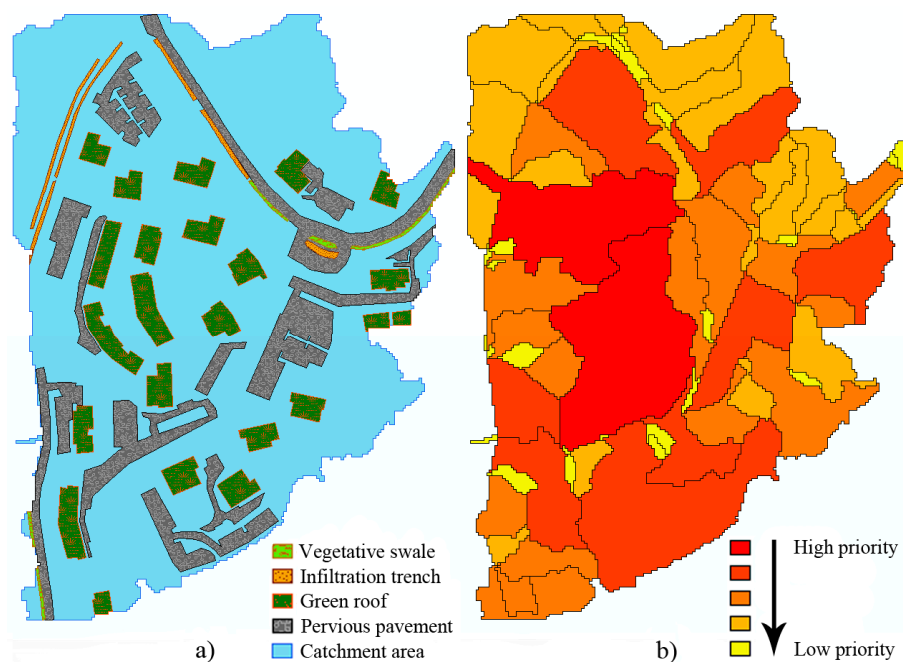 Vegetative swale
Infiltration trench
Green roof
Pervious pavement
Catchment area
a)
High priority
Low priority
b)